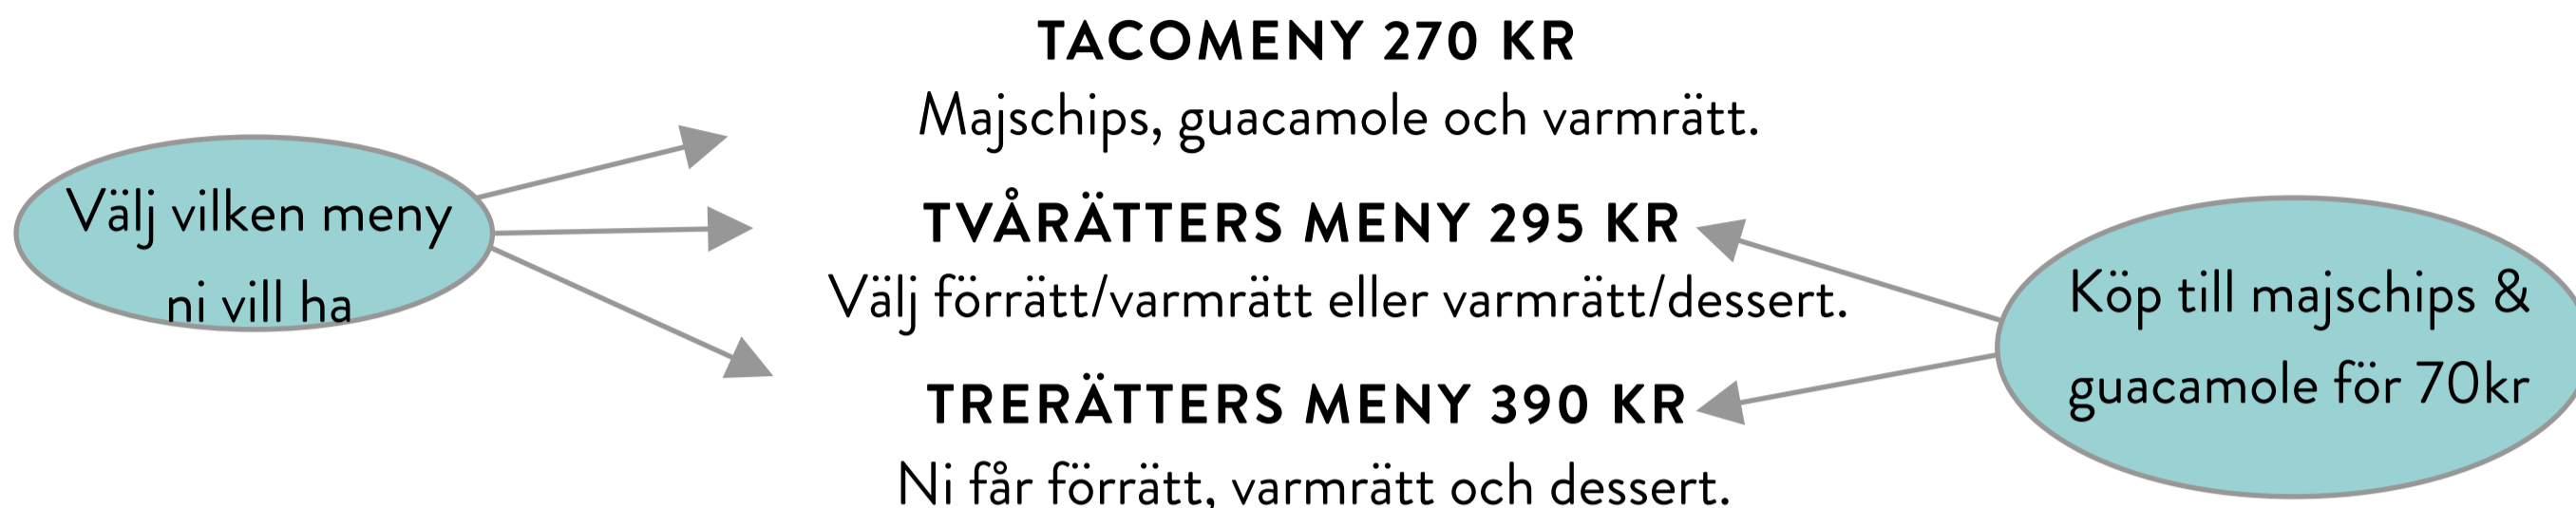 TACOMENY 270 KR
Majschips, guacamole och varmrätt.
Välj vilken meny
ni vill ha
TVÅRÄTTERS MENY 295 KR
Välj förrätt/varmrätt eller varmrätt/dessert.
Köp till majschips &
guacamole för 70kr
TRERÄTTERS MENY 390 KR
Ni får förrätt, varmrätt och dessert.